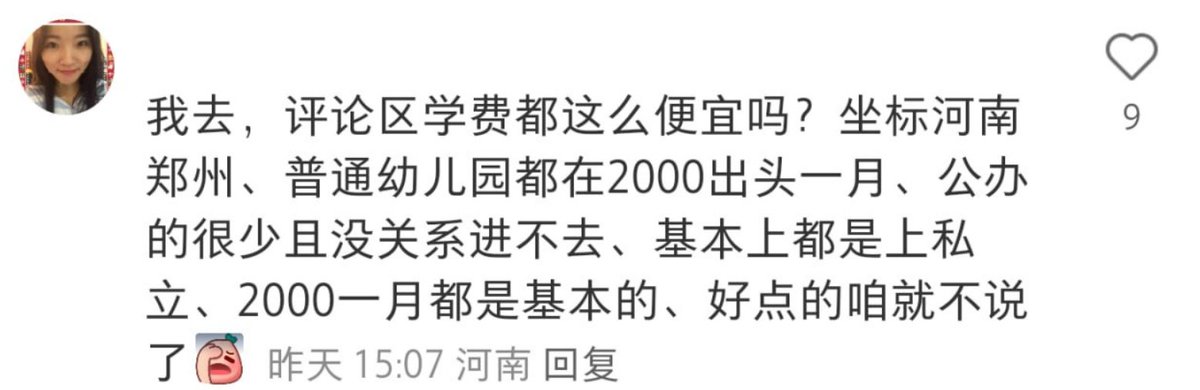 我去，评论区学费都这么便宜吗？坐标河南
9
郑州、普通幼儿园都在2000出头一月、公办
的很少且没关系进不去、基本上都是上私
立、2000一月都是基本的、好点的咱就不说
了 昨天 15:07 河南 回复